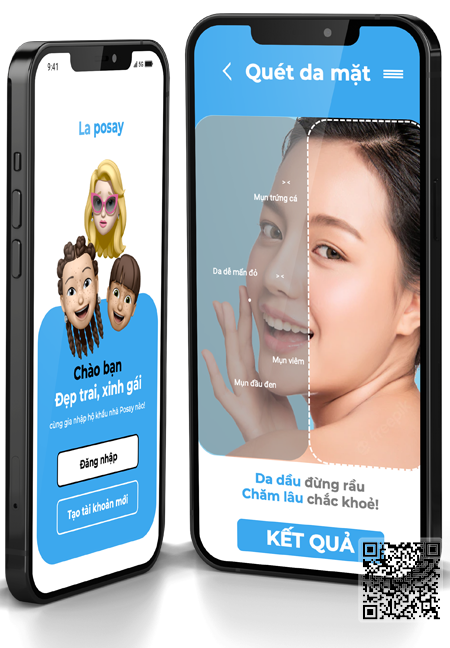 9:41
5G
La posay
Chào bạn
Đẹp trai, xinh gái
cùng gia nhập hộ khẩu nhà Posay nào!
Đăng nhập
Tạo tài khoản mới
Quét da mặt
Mụn trứng cá
Da dễ mẩn đỏ
Mụn viêm
Mụn đầu đen
Da dầu đừng rầu
Chăm lâu chắc khoẻ!
KẾT QUẢ